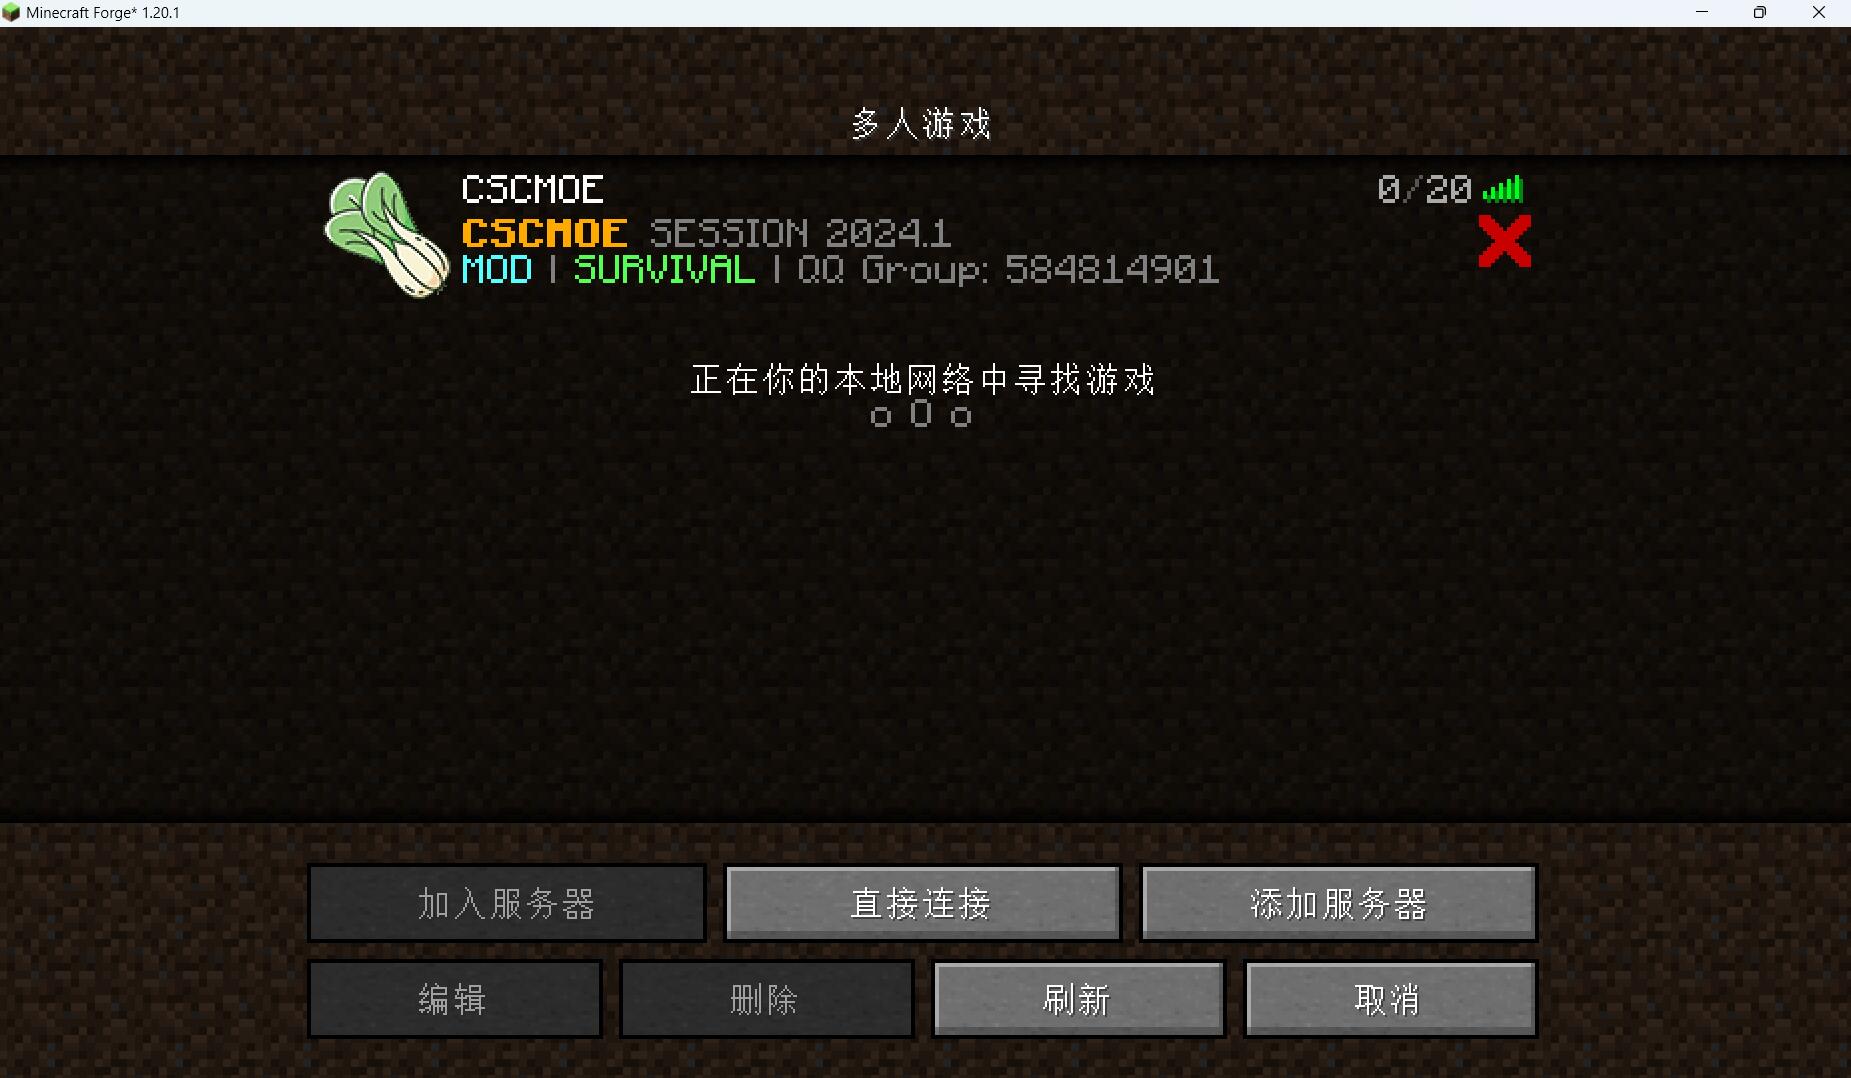 Minecraft Forge* 1.20.1
多人游戏
CSCMOE
0/20
CSCMOE SESSION 2024.1
MOD | SURVIVAL | QQ Group: 584814901
正在你的本地网络中寻找游戏
o O o
加入服务器
直接连接
添加服务器
编辑
删除
刷新
取消